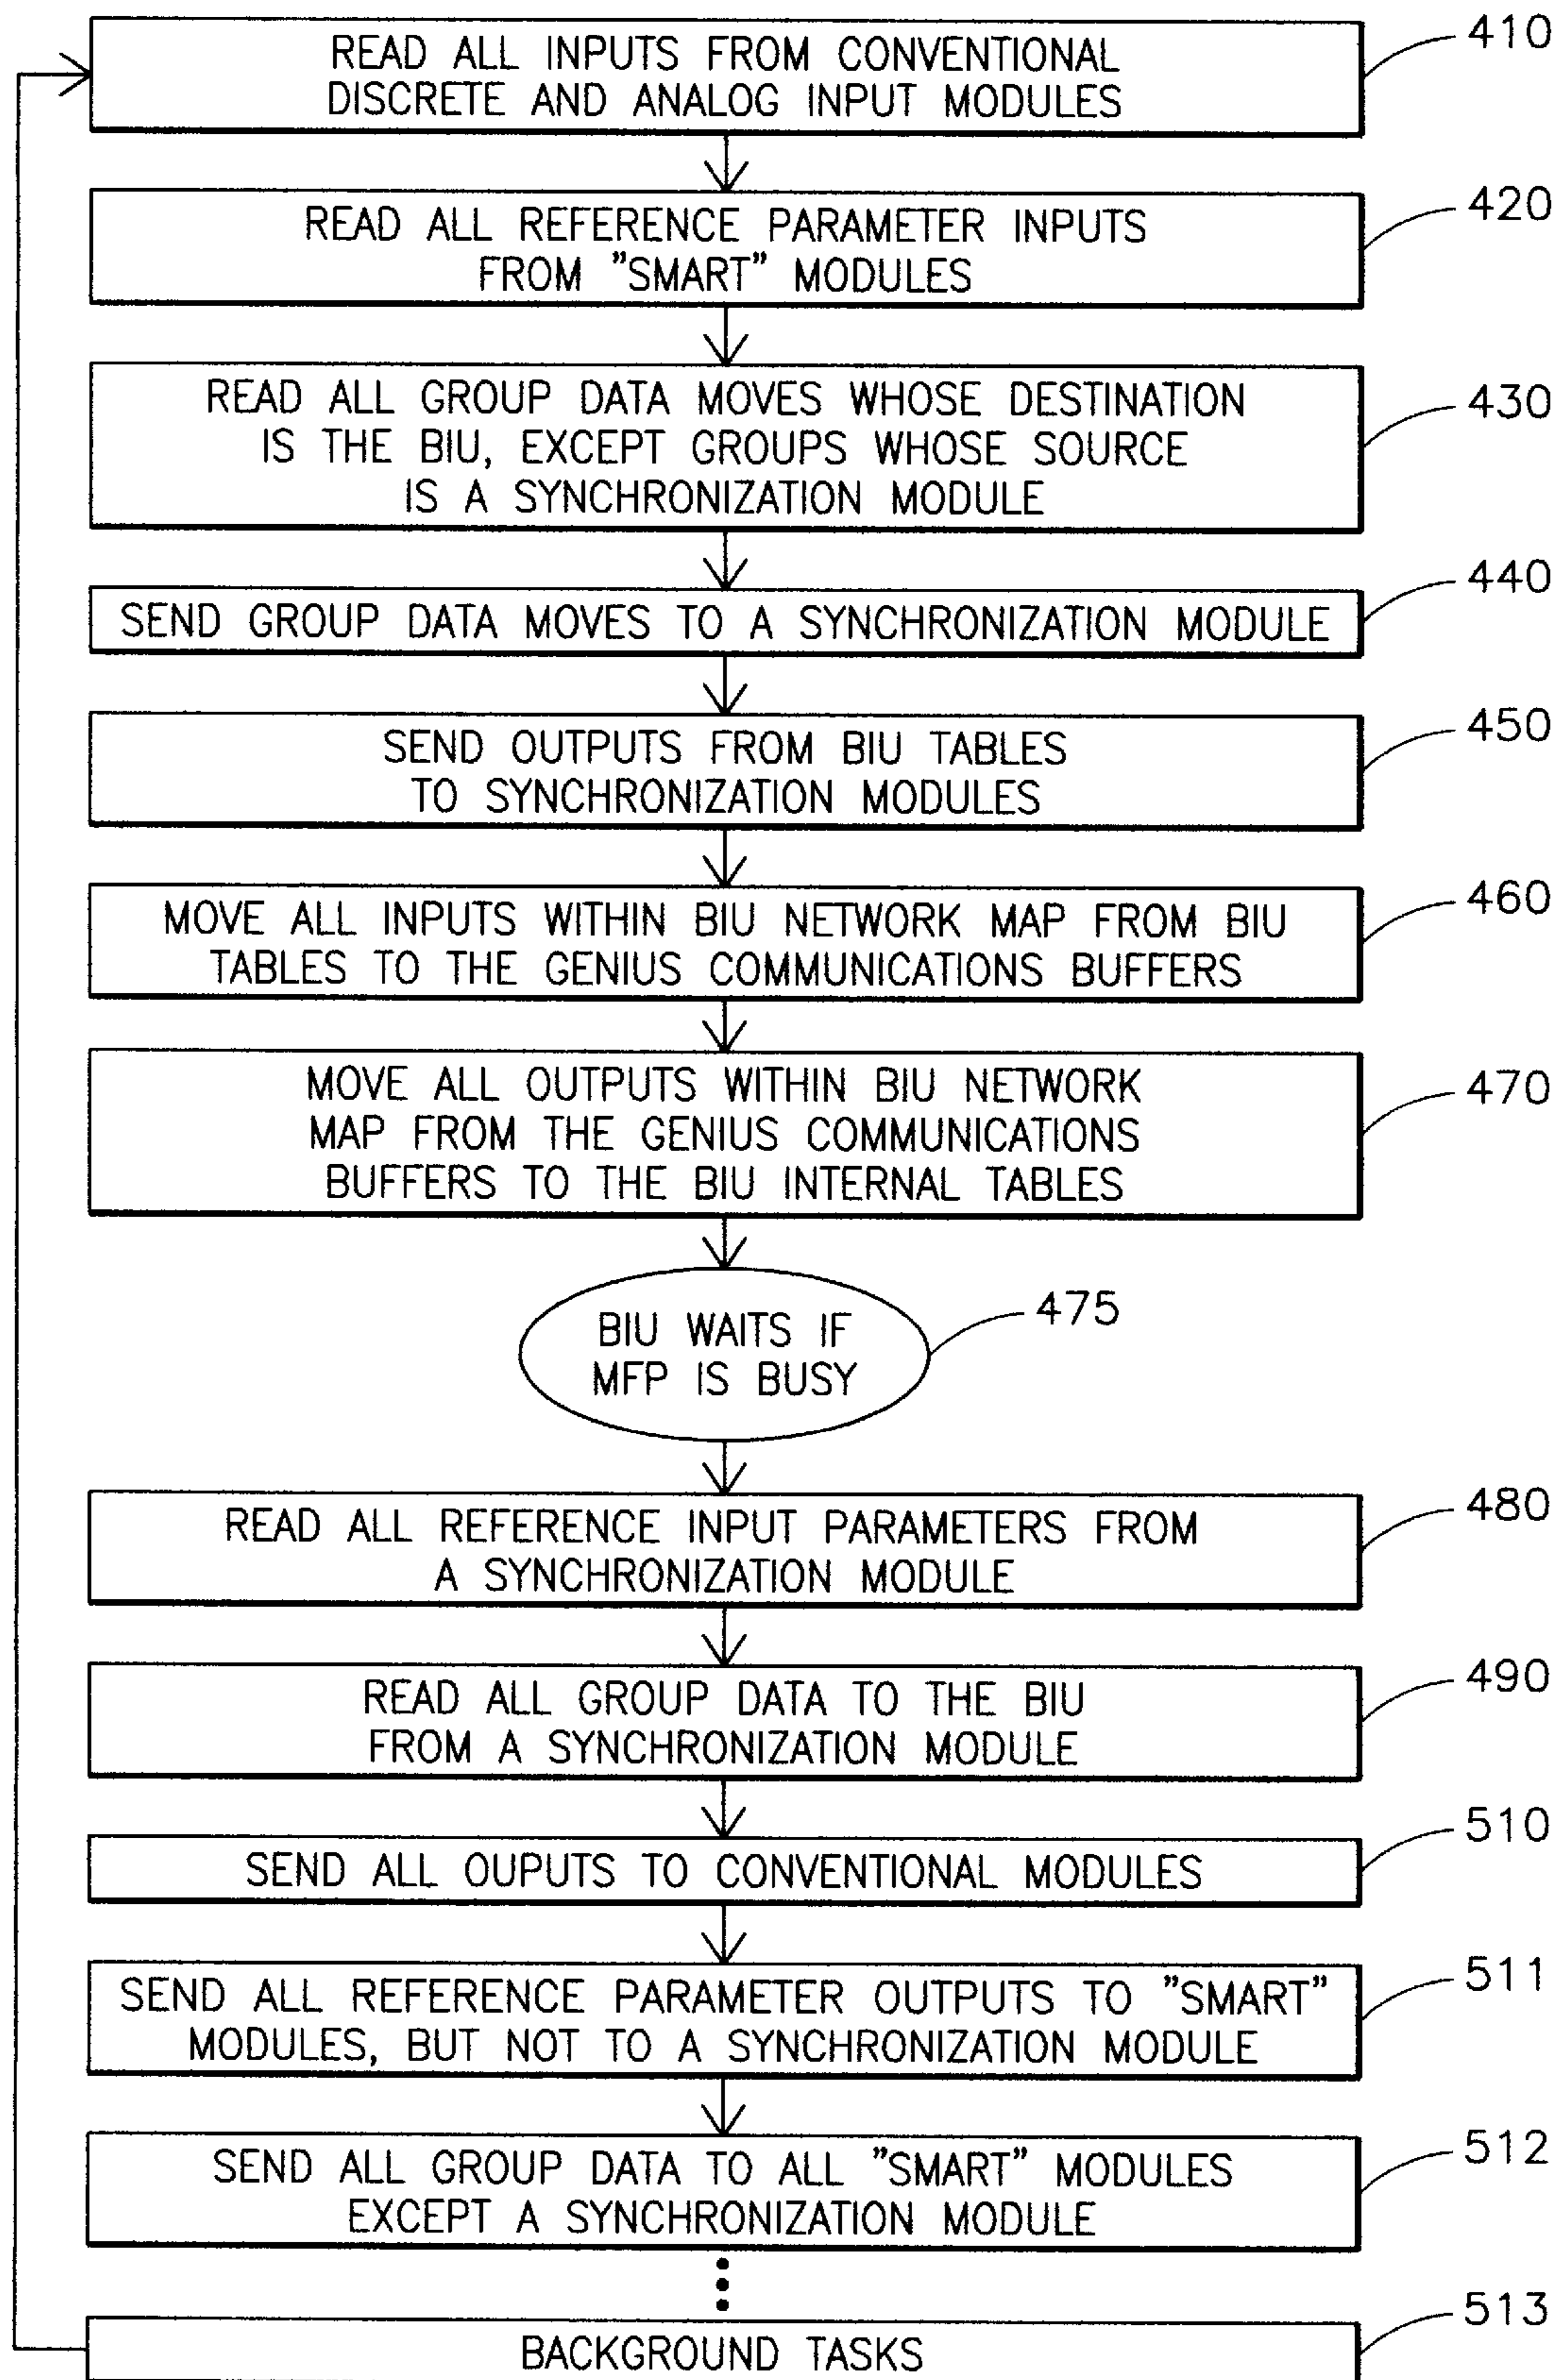 READ ALL INPUTS FROM CONVENTIONAL
DISCRETE AND ANALOG INPUT MODULES
410
READ ALL REFERENCE PARAMETER INPUTS
FROM "SMART" MODULES
420
READ ALL GROUP DATA MOVES WHOSE DESTINATION
IS THE BIU, EXCEPT GROUPS WHOSE SOURCE
IS A SYNCHRONIZATION MODULE
430
SEND GROUP DATA MOVES TO A SYNCHRONIZATION MODULE
440
SEND OUTPUTS FROM BIU TABLES
TO SYNCHRONIZATION MODULES
450
MOVE ALL INPUTS WITHIN BIU NETWORK MAP FROM BIU
TABLES TO THE GENIUS COMMUNICATIONS BUFFERS
460
MOVE ALL OUTPUTS WITHIN BIU NETWORK
MAP FROM THE GENIUS COMMUNICATIONS
BUFFERS TO THE BIU INTERNAL TABLES
470
BIU WAITS IF
MFP IS BUSY
475
READ ALL REFERENCE INPUT PARAMETERS FROM
A SYNCHRONIZATION MODULE
480
READ ALL GROUP DATA TO THE BIU
FROM A SYNCHRONIZATION MODULE
490
SEND ALL OUPUTS TO CONVENTIONAL MODULES
510
SEND ALL REFERENCE PARAMETER OUTPUTS TO "SMART"
MODULES, BUT NOT TO A SYNCHRONIZATION MODULE
511
SEND ALL GROUP DATA TO ALL "SMART" MODULES
EXCEPT A SYNCHRONIZATION MODULE
512
BACKGROUND TASKS
513